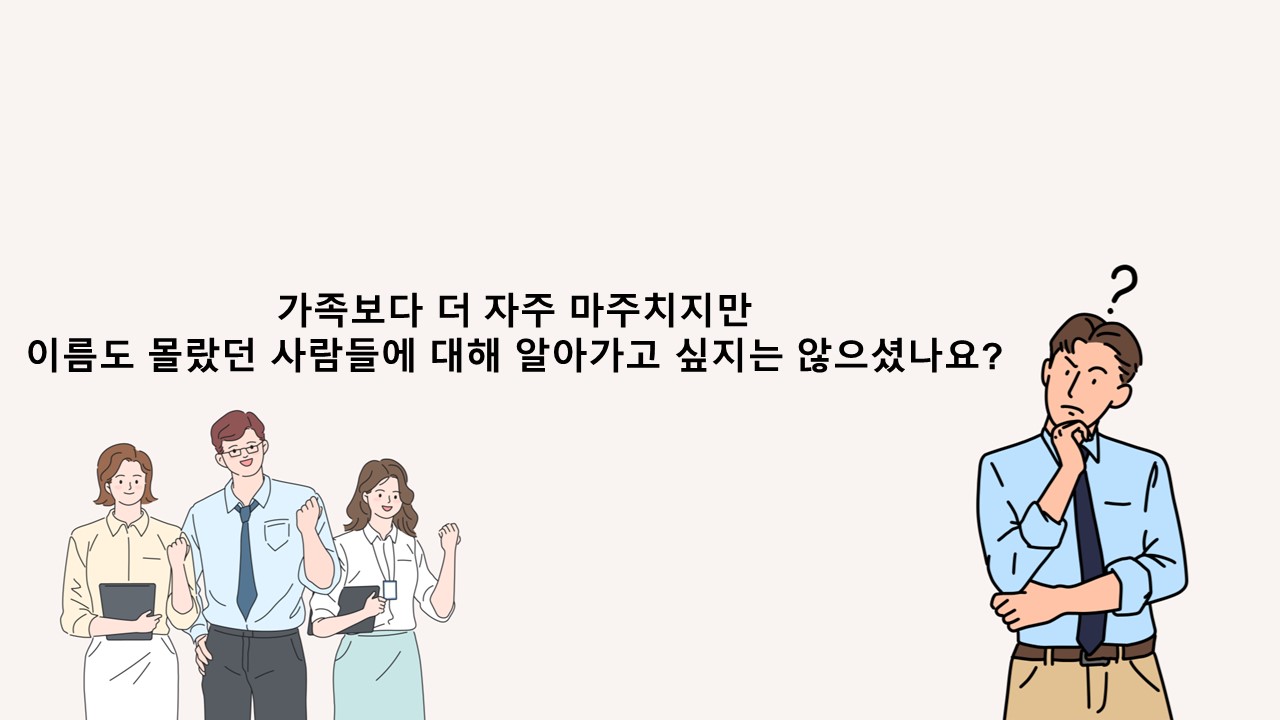 가족보다 더 자주 마주치지만
이름도 몰랐던 사람들에 대해 알아가고 싶지는 않으셨나요?
?